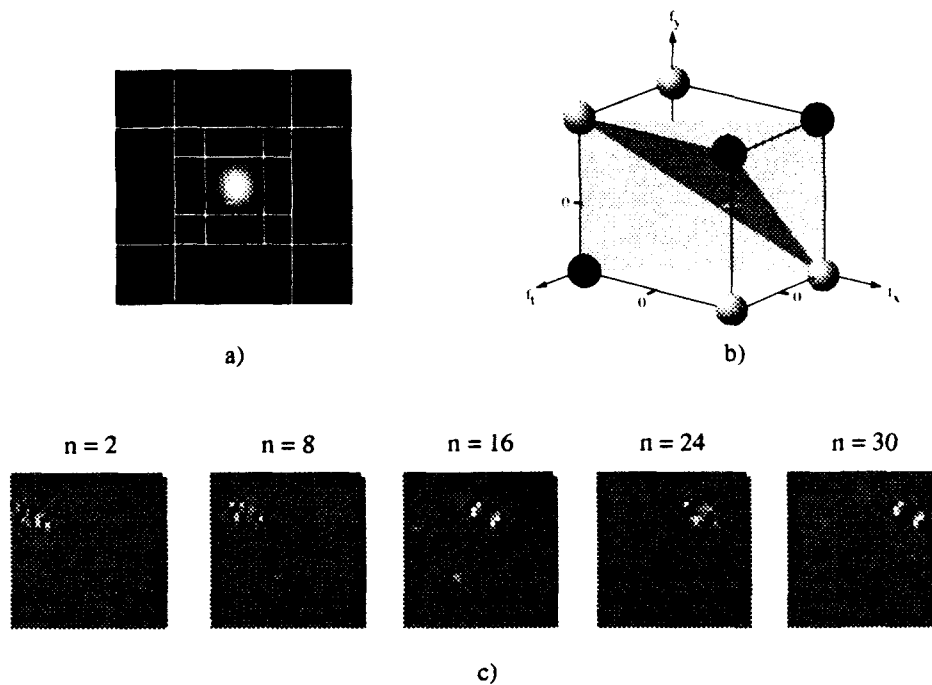 f_y
0
f_t
0
0
f_x
a)
b)
n = 2
n = 8
n = 16
n = 24
n = 30
c)